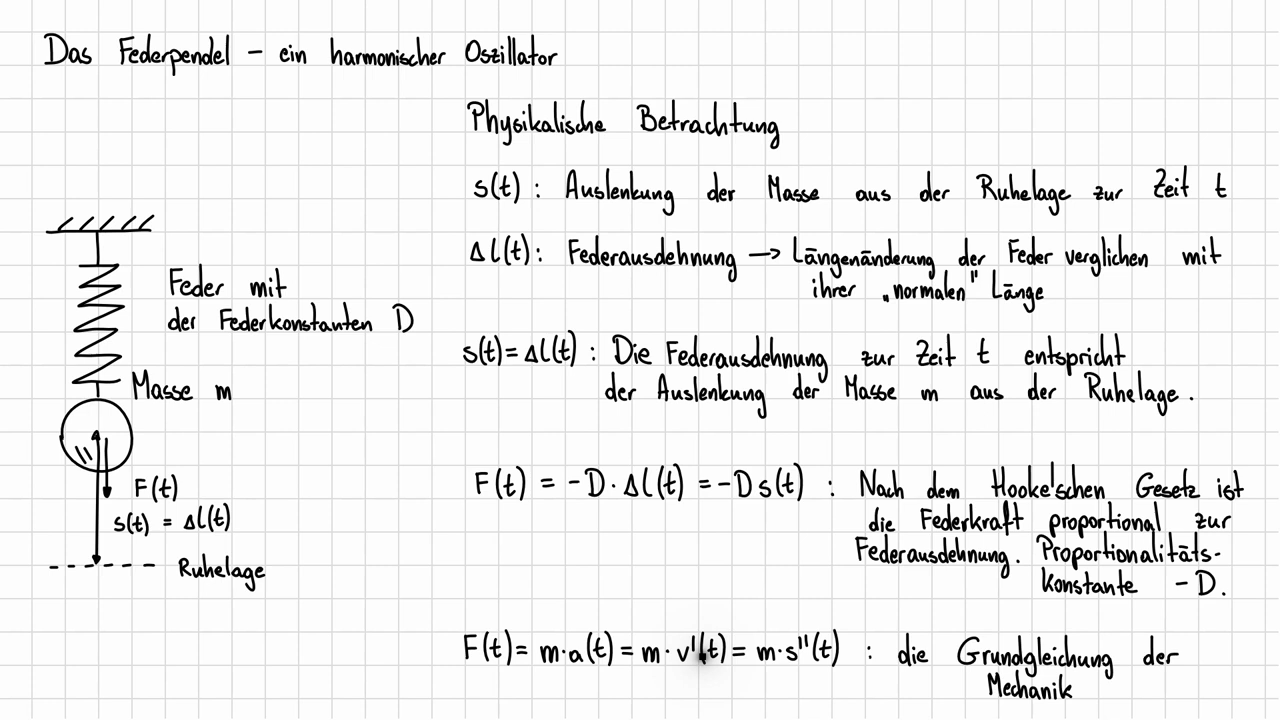 Das Federpendel – ein harmonischer Oszillator
Physikalische Betrachtung
s(t) : Auslenkung der Masse aus der Ruhelage zur Zeit t
Δl(t) : Federausdehnung → Längenänderung der Feder verglichen mit
ihrer „normalen" Länge
Feder mit
der Federkonstanten D
s(t) = Δl(t) : Die Federausdehnung zur Zeit t entspricht
der Auslenkung der Masse m aus der Ruhelage.
Masse m
F(t)
s(t) = Δl(t)
Ruhelage
F(t) = -D · Δl(t) = -D s(t) : Nach dem Hooke'schen Gesetz ist
die Federkraft proportional zur
Federausdehnung. Proportionalitäts-
konstante -D.
F(t) = m·a(t) = m·v'(t) = m·s''(t) : die Grundgleichung der
Mechanik